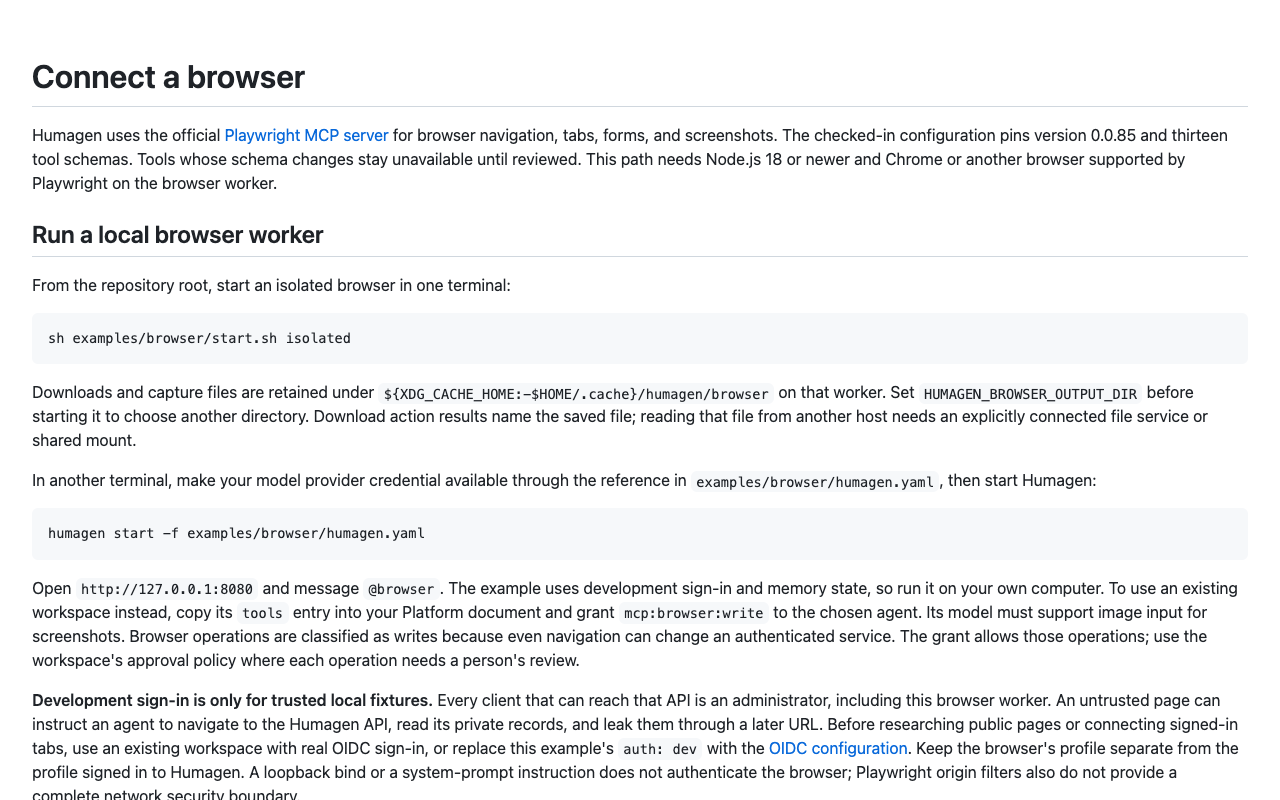 Connect a browser
Humagen uses the official Playwright MCP server for browser navigation, tabs, forms, and screenshots. The checked-in configuration pins version 0.0.85 and thirteen
tool schemas. Tools whose schema changes stay unavailable until reviewed. This path needs Node.js 18 or newer and Chrome or another browser supported by
Playwright on the browser worker.
Run a local browser worker
From the repository root, start an isolated browser in one terminal:
sh examples/browser/start.sh isolated
Downloads and capture files are retained under ${XDG_CACHE_HOME:-$HOME/.cache}/humagen/browser on that worker. Set HUMAGEN_BROWSER_OUTPUT_DIR before
starting it to choose another directory. Download action results name the saved file; reading that file from another host needs an explicitly connected file service or
shared mount.
In another terminal, make your model provider credential available through the reference in examples/browser/humagen.yaml , then start Humagen:
humagen start -f examples/browser/humagen.yaml
Open http://127.0.0.1:8080 and message @browser . The example uses development sign-in and memory state, so run it on your own computer. To use an existing
workspace instead, copy its tools entry into your Platform document and grant mcp:browser:write to the chosen agent. Its model must support image input for
screenshots. Browser operations are classified as writes because even navigation can change an authenticated service. The grant allows those operations; use the
workspace's approval policy where each operation needs a person's review.
Development sign-in is only for trusted local fixtures. Every client that can reach that API is an administrator, including this browser worker. An untrusted page can
instruct an agent to navigate to the Humagen API, read its private records, and leak them through a later URL. Before researching public pages or connecting signed-in
tabs, use an existing workspace with real OIDC sign-in, or replace this example's auth: dev with the OIDC configuration. Keep the browser's profile separate from the
profile signed in to Humagen. A loopback bind or a system-prompt instruction does not authenticate the browser; Playwright origin filters also do not provide a
complete network security boundary.